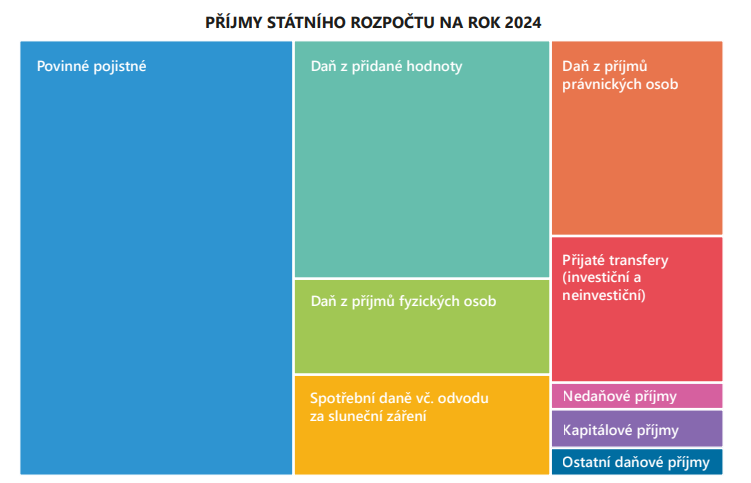 PŘÍJMY STÁTNÍHO ROZPOČTU NA ROK 2024
Povinné pojistné
Daň z přidané hodnoty
Daň z příjmů fyzických osob
Spotřební daně vč. odvodu
za sluneční záření
Daň z příjmů
právnických osob
Přijaté transfery
(investiční a
neinvestiční)
Nedaňové příjmy
Kapitálové příjmy
Ostatní daňové příjmy